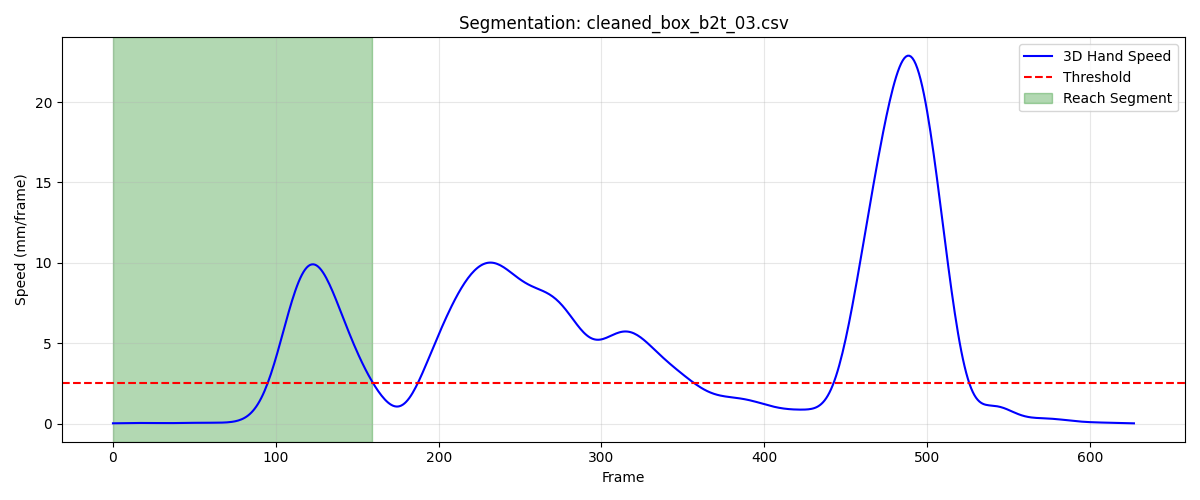 Segmentation: cleaned_box_b2t_03.csv
3D Hand Speed
Threshold
Reach Segment
Speed (mm/frame)
20
15
10
5
0
0 100 200 300 400 500 600
Frame